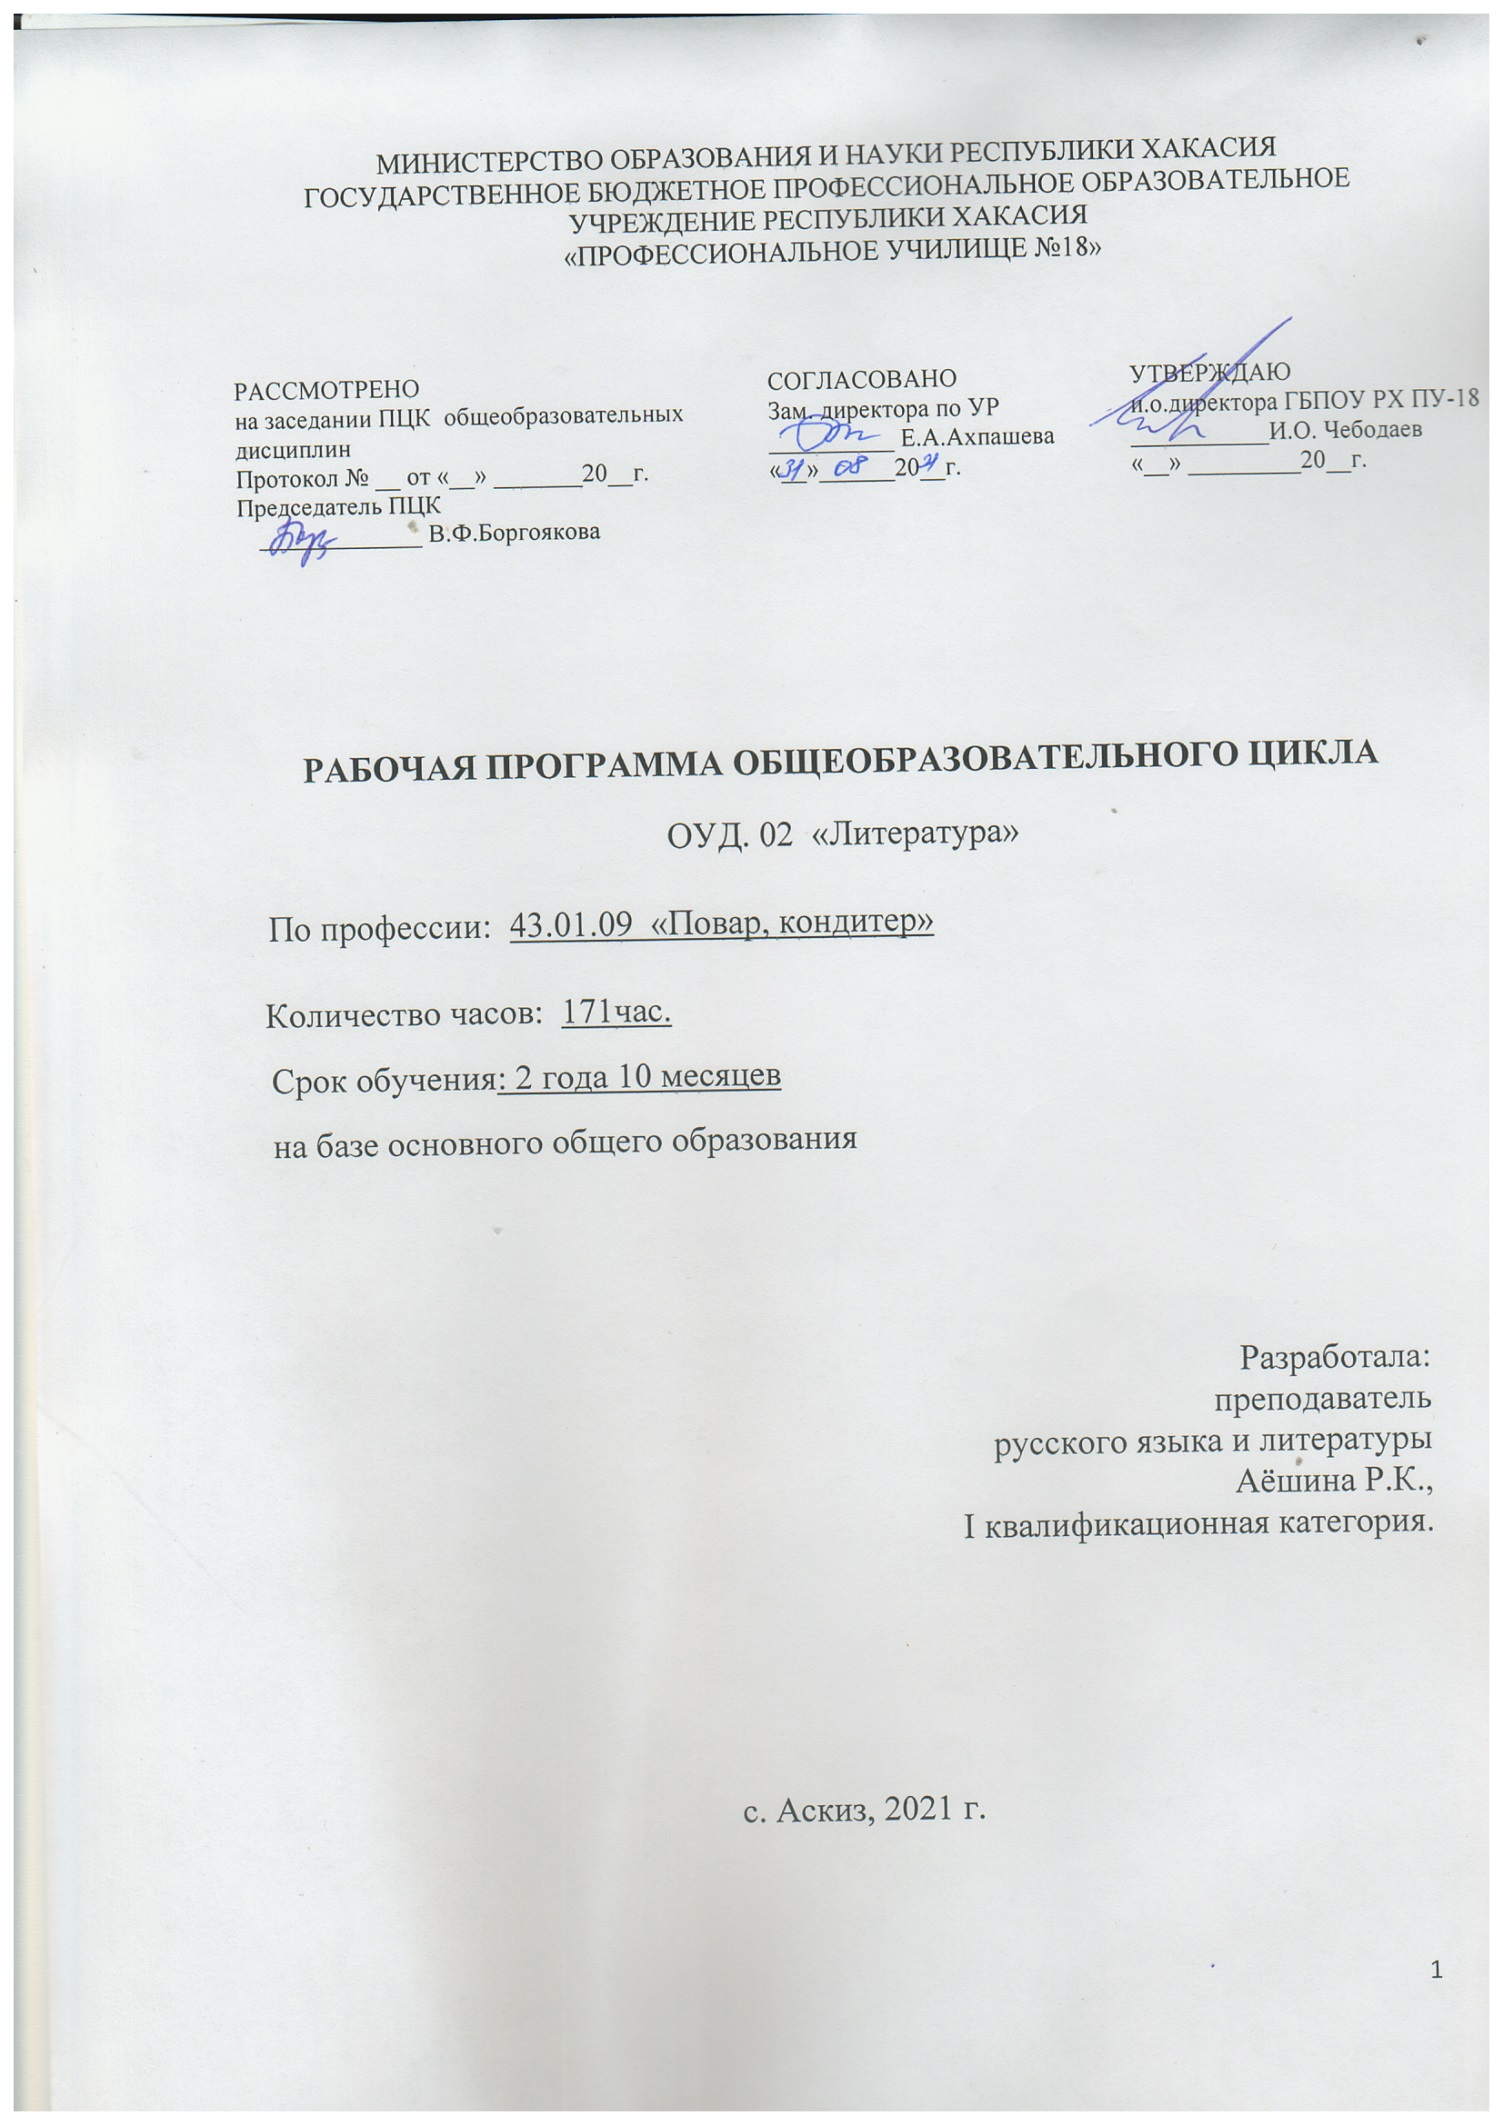 МИНИСТЕРСТВО ОБРАЗОВАНИЯ И НАУКИ РЕСПУБЛИКИ ХАКАСИЯ
ГОСУДАРСТВЕННОЕ БЮДЖЕТНОЕ ПРОФЕССИОНАЛЬНОЕ ОБРАЗОВАТЕЛЬНОЕ
УЧРЕЖДЕНИЕ РЕСПУБЛИКИ ХАКАСИЯ
«ПРОФЕССИОНАЛЬНОЕ УЧИЛИЩЕ №18»
РАССМОТРЕНО
на заседании ПЦК общеобразовательных
дисциплин
Протокол № __ от «__» _______20__г.
Председатель ПЦК
_____________ В.Ф.Боргоякова
СОГЛАСОВАНО
Зам. директора по УР
__________ Е.А.Ахпашева
«31» 08 2021 г.
УТВЕРЖДАЮ
и.о.директора ГБПОУ РХ ПУ-18
___________И.О. Чебодаев
«__» _________20__г.
РАБОЧАЯ ПРОГРАММА ОБЩЕОБРАЗОВАТЕЛЬНОГО ЦИКЛА
ОУД. 02 «Литература»
По профессии: 43.01.09 «Повар, кондитер»
Количество часов: 171час.
Срок обучения: 2 года 10 месяцев
на базе основного общего образования
Разработала:
преподаватель
русского языка и литературы
Аёшина Р.К.,
I квалификационная категория.
с. Аскиз, 2021 г.
1